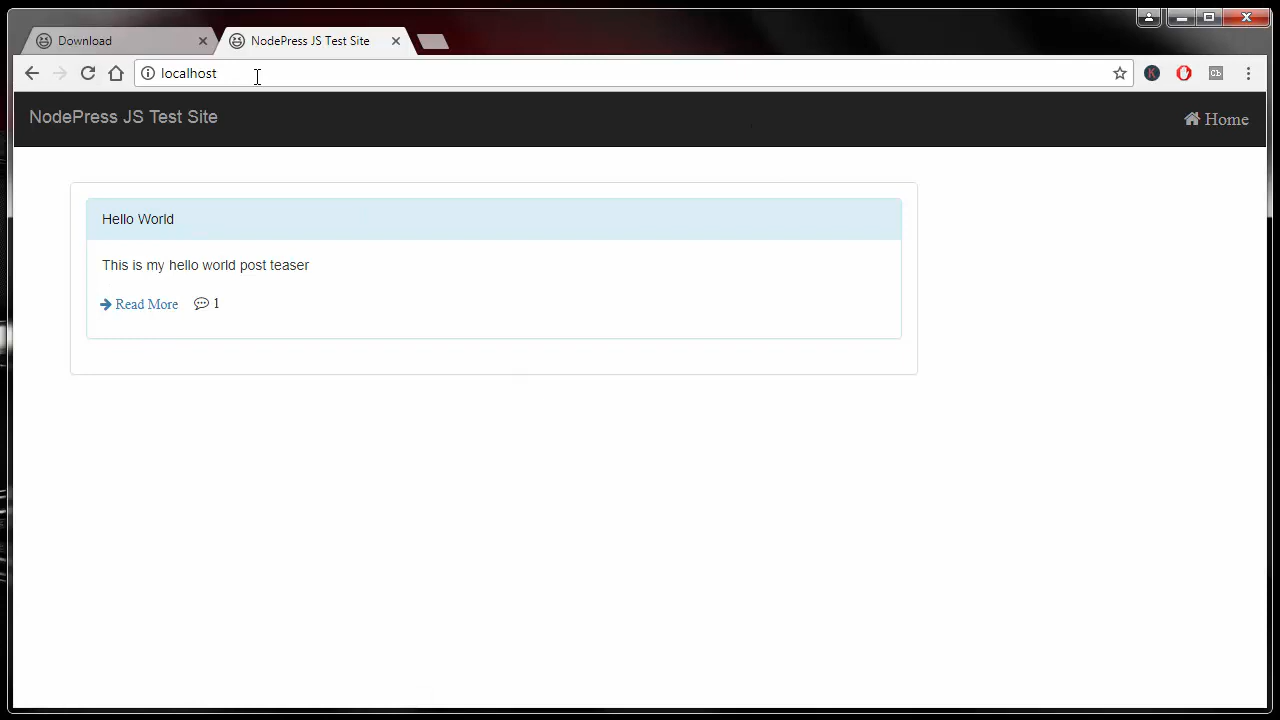 Download
NodePress JS Test Site
localhost
NodePress JS Test Site
Home
Hello World
This is my hello world post teaser
Read More 1